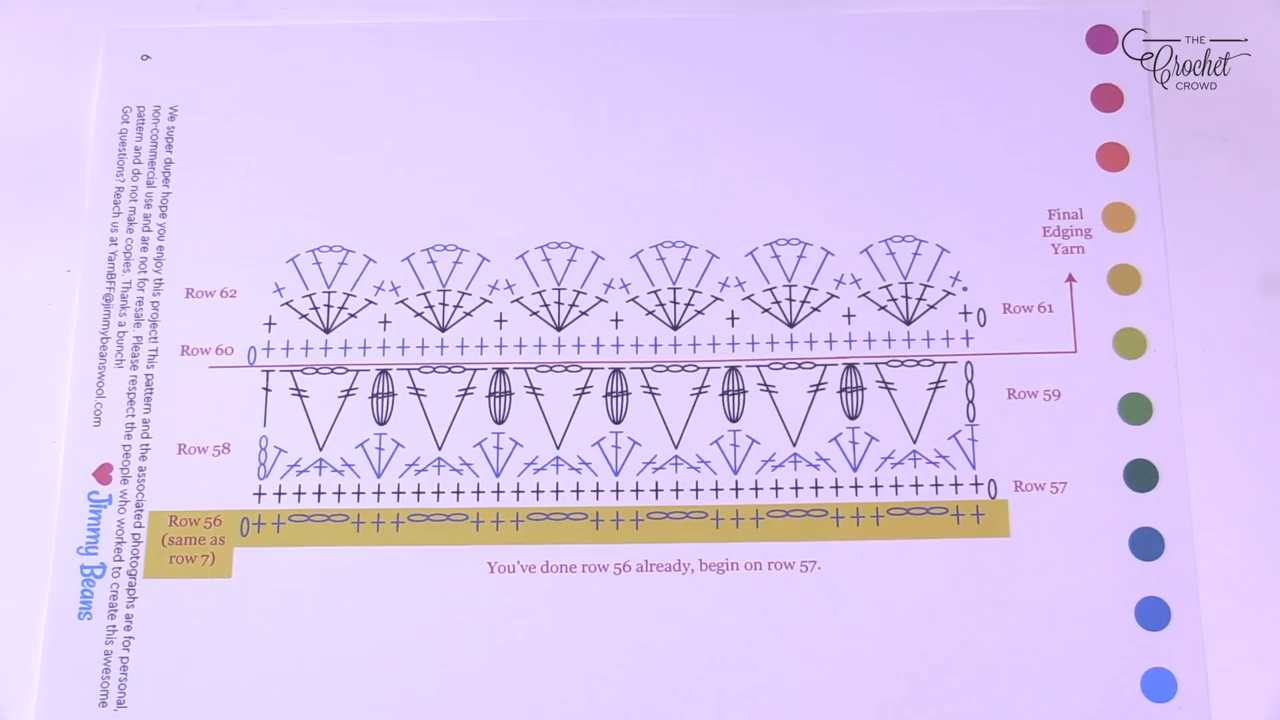 THE
Crochet
CROWD
6
We super duper hope you enjoy this project! This pattern and the associated photographs are for personal,
non-commercial use and are not for resale. Please respect the people who worked to create this awesome
pattern and do not make copies. Thanks a bunch!
Got questions? Reach us at YarnBFF@jimmybeanswool.com
Jimmy Beans
Final
Edging
Yarn
Row 62
Row 61
Row 60
Row 59
Row 58
Row 57
Row 56
(same as
row 7)
You've done row 56 already, begin on row 57.